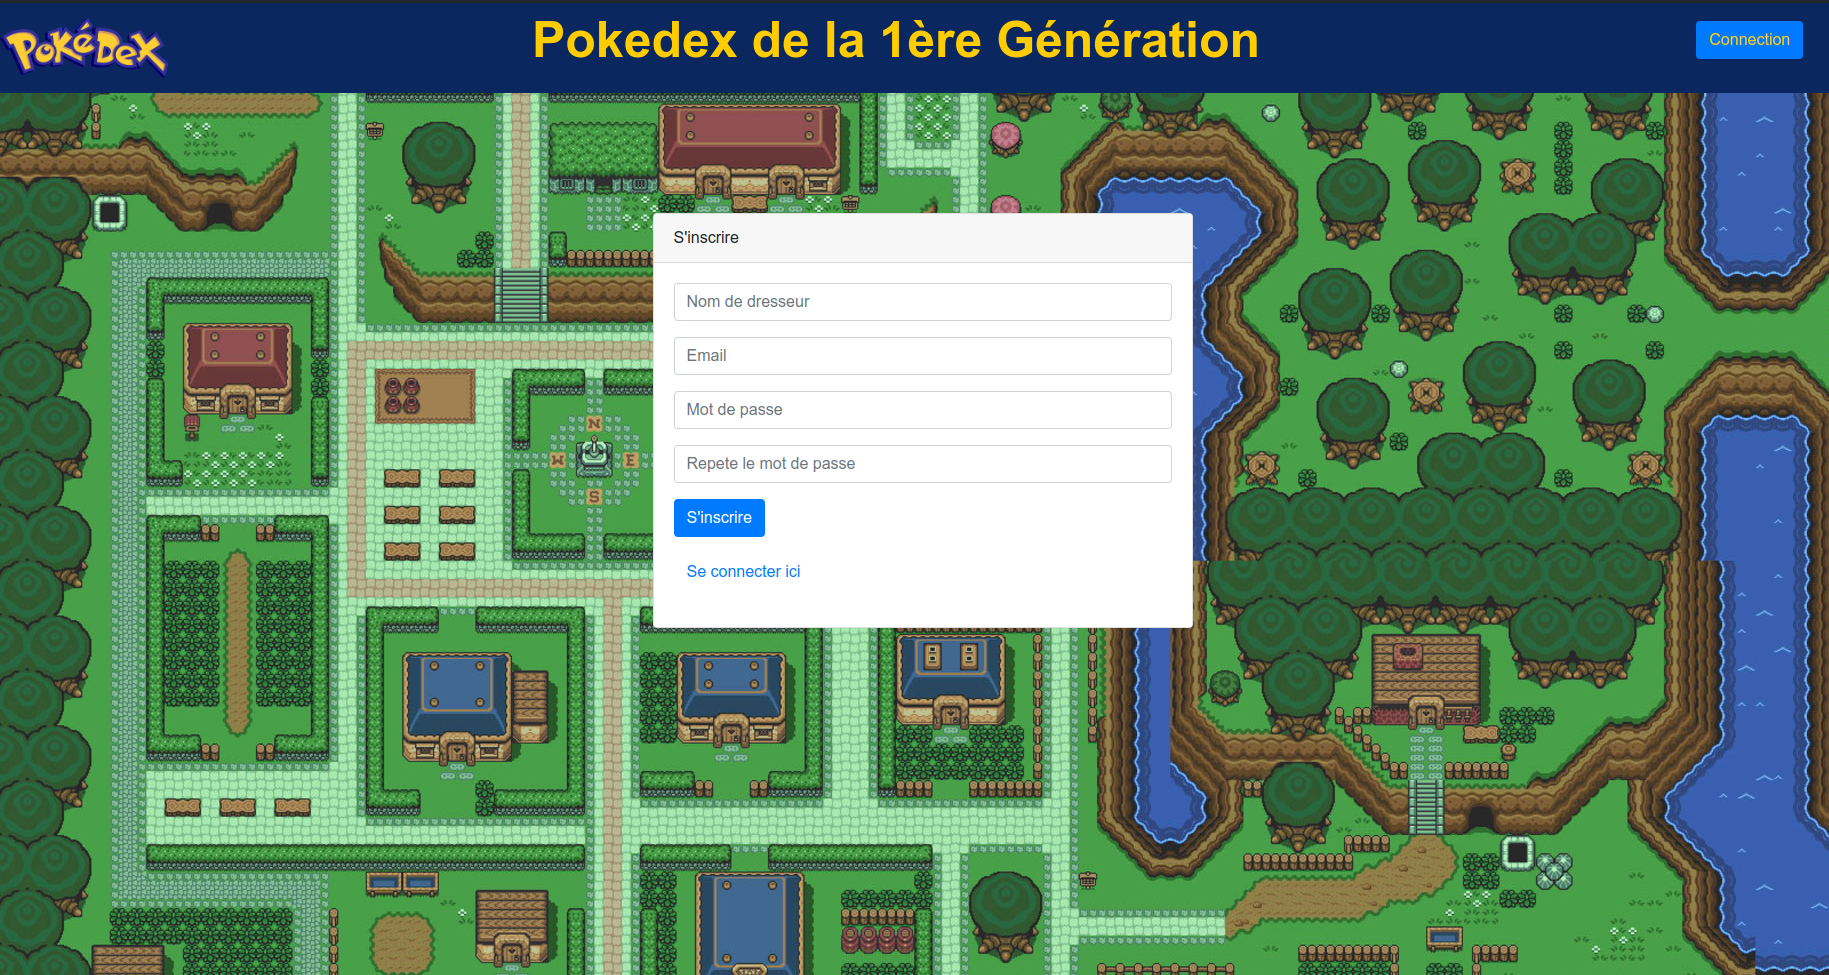 POKéDEX
Pokedex de la 1ère Génération
Connection
S'inscrire
Nom de dresseur
Email
Mot de passe
Repete le mot de passe
S'inscrire
Se connecter ici
N
W E
S